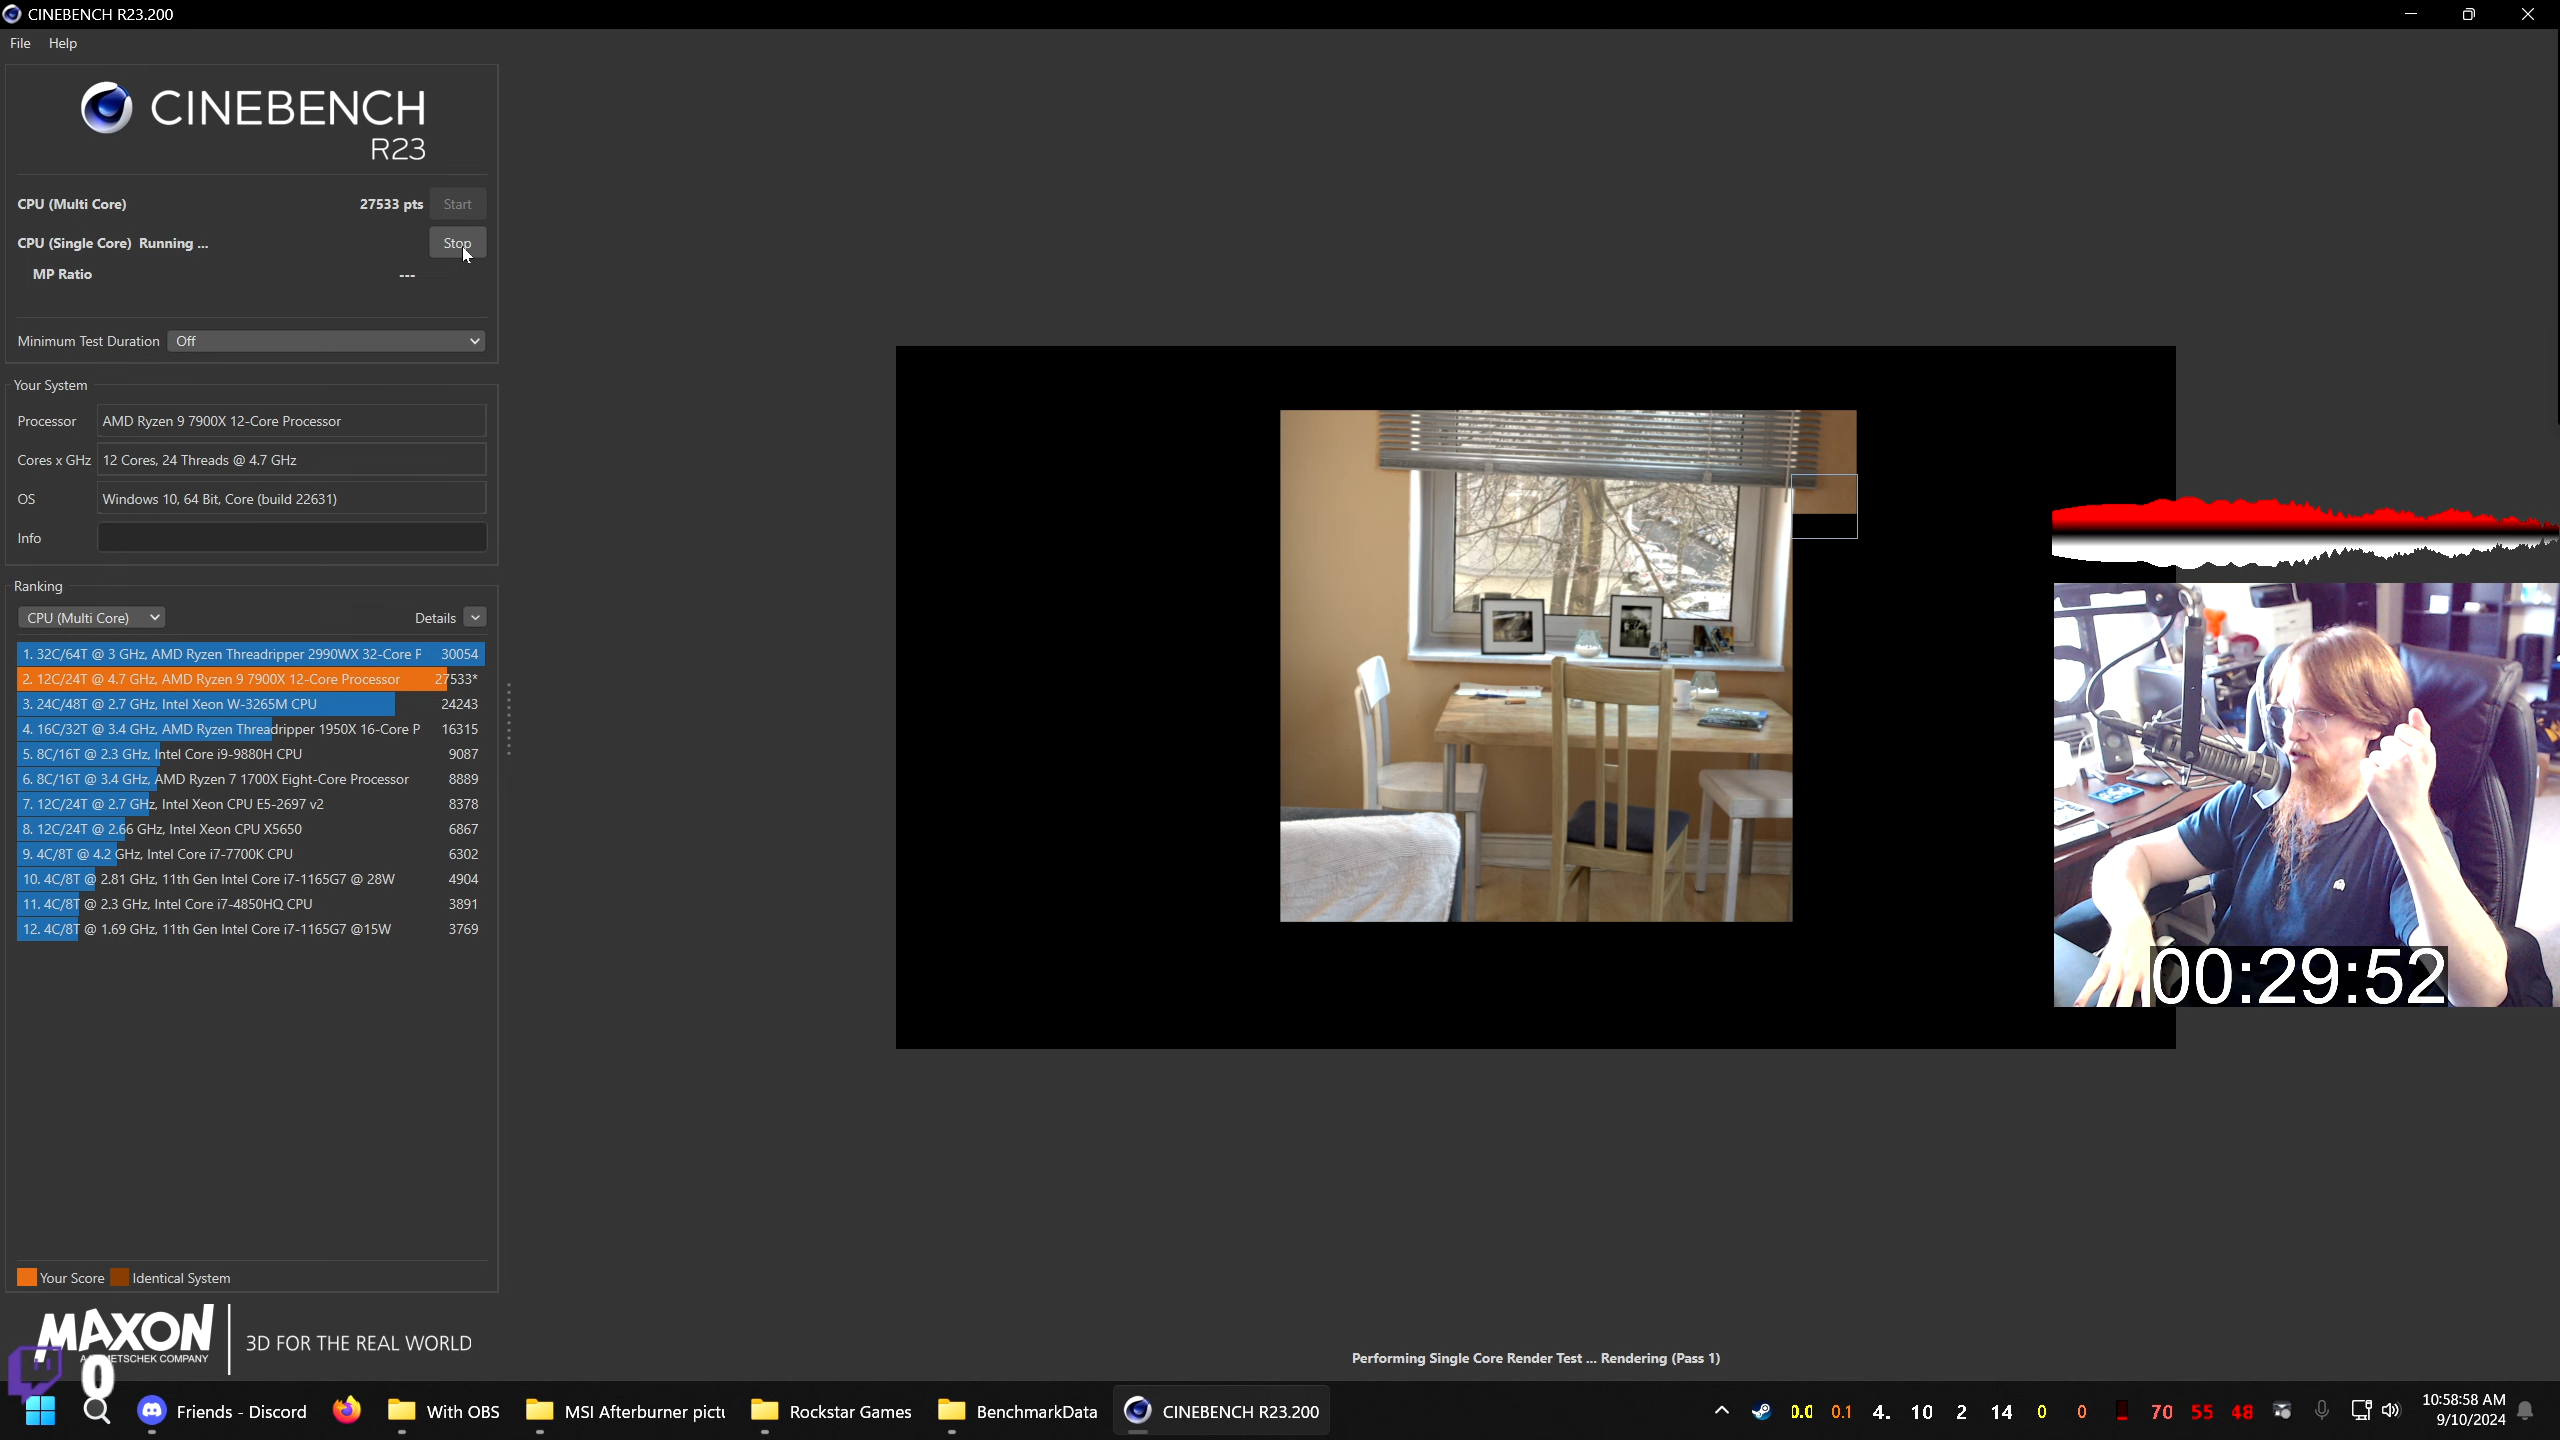 CINEBENCH R23.200
File Help
CINEBENCH
R23
CPU (Multi Core) 27533 pts Start
CPU (Single Core) Running ... Stop
MP Ratio ---
Minimum Test Duration Off
Your System
Processor AMD Ryzen 9 7900X 12-Core Processor
Cores x GHz 12 Cores, 24 Threads @ 4.7 GHz
OS Windows 10, 64 Bit, Core (build 22631)
Info
Ranking
CPU (Multi Core) Details
1. 32C/64T @ 3 GHz, AMD Ryzen Threadripper 2990WX 32-Core P 30054
2. 12C/24T @ 4.7 GHz, AMD Ryzen 9 7900X 12-Core Processor 27533*
3. 24C/48T @ 2.7 GHz, Intel Xeon W-3265M CPU 24243
4. 16C/32T @ 3.4 GHz, AMD Ryzen Threadripper 1950X 16-Core P 16315
5. 8C/16T @ 2.3 GHz, Intel Core i9-9880H CPU 9087
6. 8C/16T @ 3.4 GHz, AMD Ryzen 7 1700X Eight-Core Processor 8889
7. 12C/24T @ 2.7 GHz, Intel Xeon CPU E5-2697 v2 8378
8. 12C/24T @ 2.66 GHz, Intel Xeon CPU X5650 6867
9. 4C/8T @ 4.2 GHz, Intel Core i7-7700K CPU 6302
10. 4C/8T @ 2.81 GHz, 11th Gen Intel Core i7-1165G7 @ 28W 4904
11. 4C/8T @ 2.3 GHz, Intel Core i7-4850HQ CPU 3891
12. 4C/8T @ 1.69 GHz, 11th Gen Intel Core i7-1165G7 @15W 3769
00:29:52
Your Score Identical System
MAXON 3D FOR THE REAL WORLD
ETSCHEK COMPANY
0
Performing Single Core Render Test ... Rendering (Pass 1)
Friends - Discord With OBS MSI Afterburner pictu Rockstar Games BenchmarkData CINEBENCH R23.200 0.0 0.1 4. 10 2 14 0 0 70 55 48 10:58:58 AM
9/10/2024